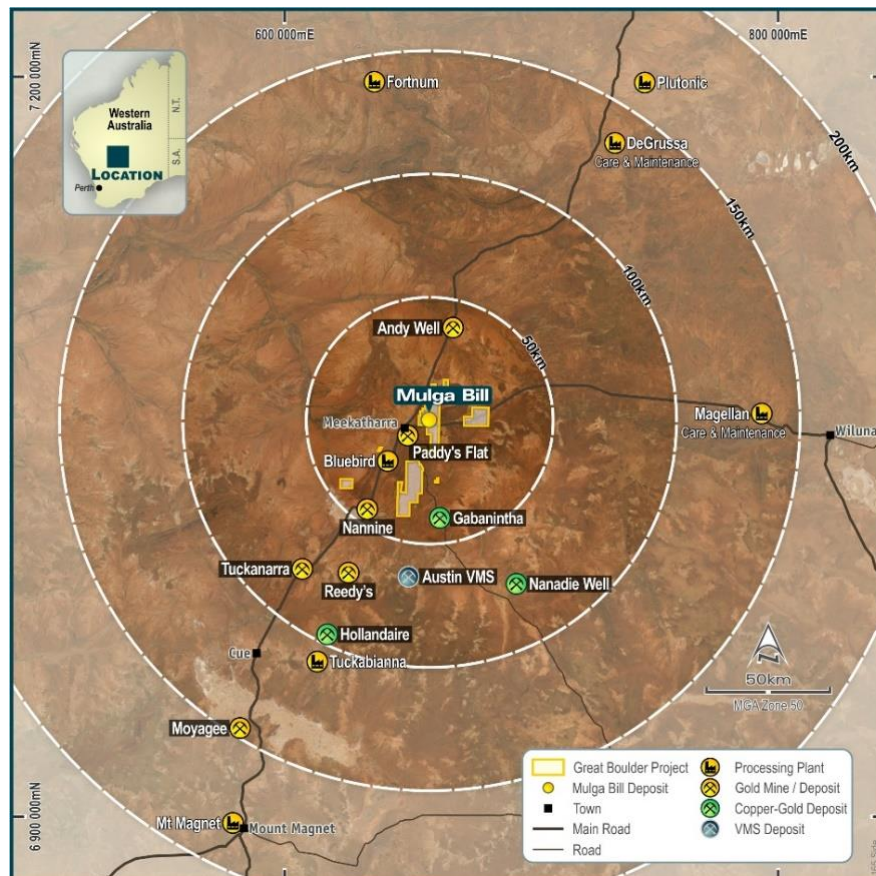 600 000mE
800 000mE
7 200 000mN
Western
Australia
N.T.
S.A.
LOCATION
Perth
Fortnum
Plutonic
DeGrussa
Care & Maintenance
200km
150km
100km
50km
Andy Well
Mulga Bill
Meekatharra
Paddy's Flat
Magellan
Care & Maintenance
Wiluna
Bluebird
Nannine
Gabanintha
Tuckanarra
Reedy's
Austin VMS
Nanadie Well
Hollandaire
Cue
Tuckabianna
N
50km
MGA Zone 50
Moyagee
6 900 000mN
Mt Magnet
Mount Magnet
Great Boulder Project
Mulga Bill Deposit
Town
Main Road
Road
Processing Plant
Gold Mine / Deposit
Copper-Gold Deposit
VMS Deposit